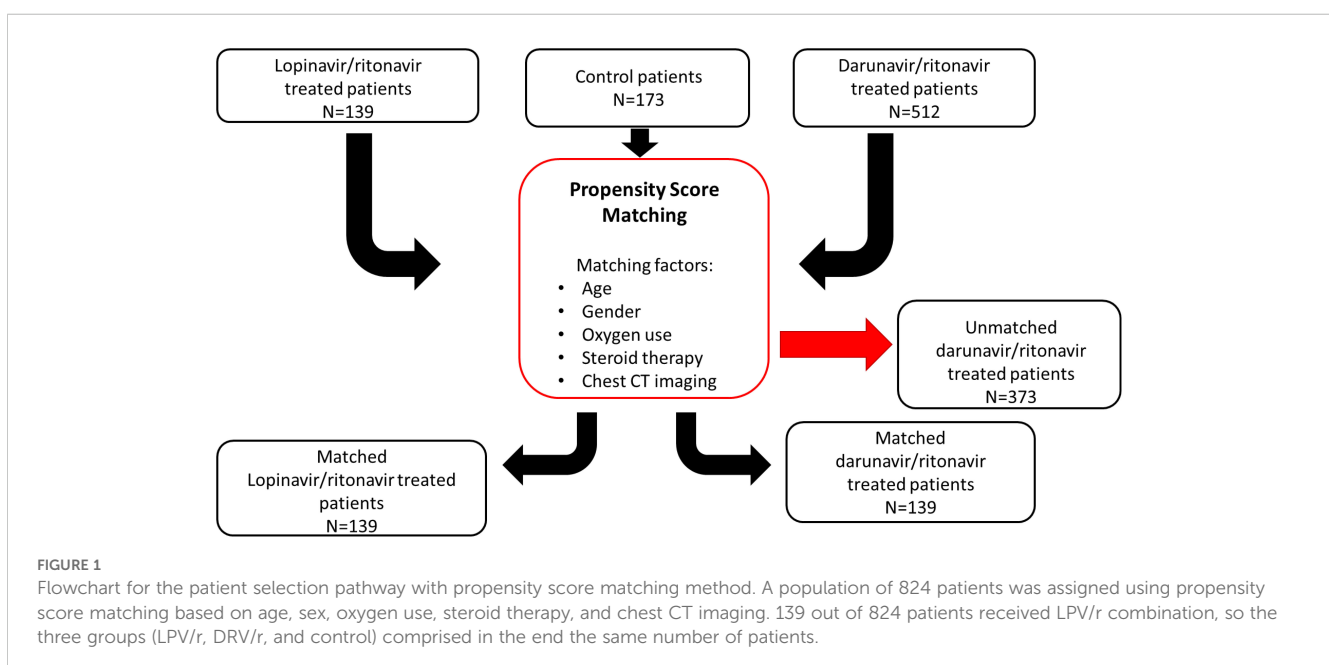 Lopinavir/ritonavir
treated patients
N=139
Control patients
N=173
Darunavir/ritonavir
treated patients
N=512
Propensity Score
Matching
Matching factors:
• Age
• Gender
• Oxygen use
• Steroid therapy
• Chest CT imaging
Unmatched
darunavir/ritonavir
treated patients
N=373
Matched
Lopinavir/ritonavir treated
patients
N=139
Matched
darunavir/ritonavir
treated patients
N=139
FIGURE 1
Flowchart for the patient selection pathway with propensity score matching method. A population of 824 patients was assigned using propensity
score matching based on age, sex, oxygen use, steroid therapy, and chest CT imaging. 139 out of 824 patients received LPV/r combination, so the
three groups (LPV/r, DRV/r, and control) comprised in the end the same number of patients.